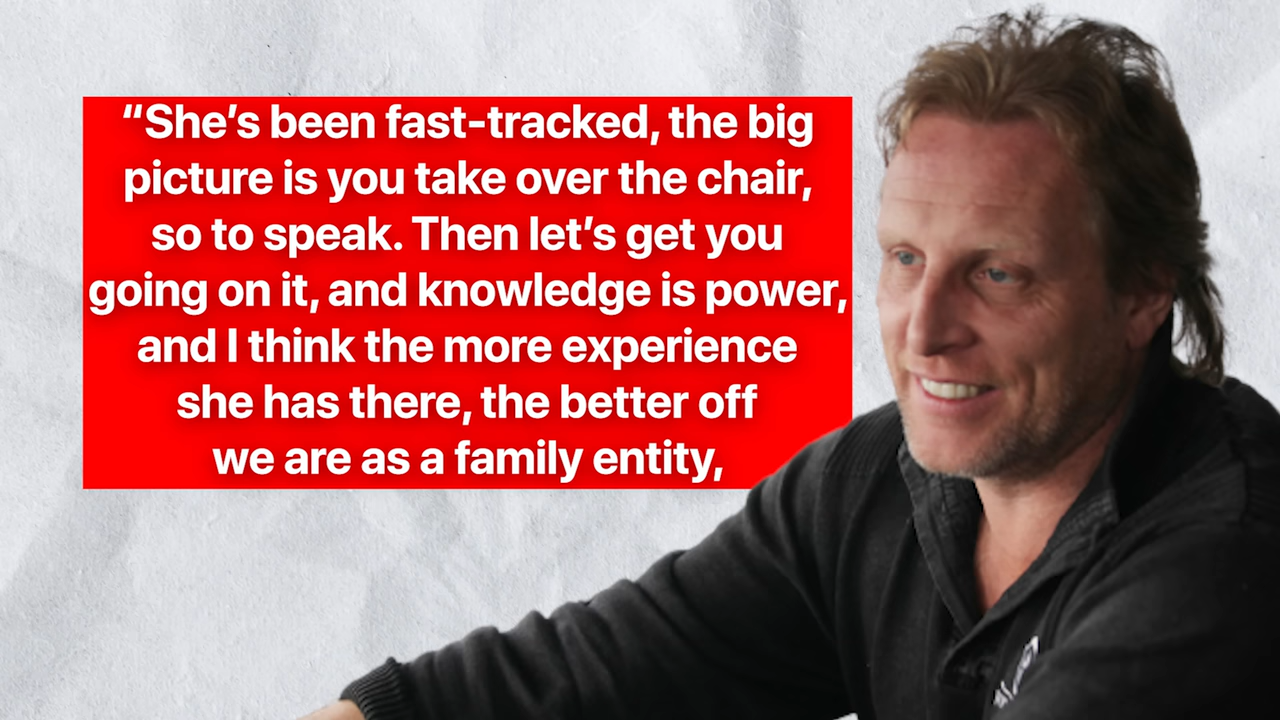 “She’s been fast-tracked, the big
picture is you take over the chair,
so to speak. Then let’s get you
going on it, and knowledge is power,
and I think the more experience
she has there, the better off
we are as a family entity,